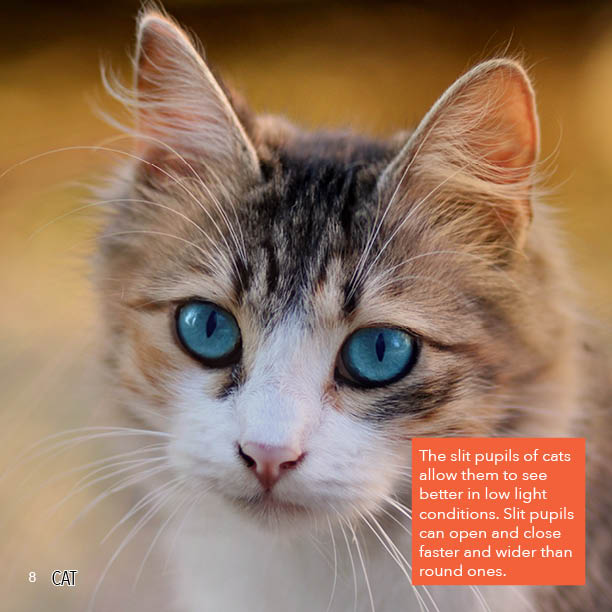 The slit pupils of cats
allow them to see
better in low light
conditions. Slit pupils
can open and close
faster and wider than
round ones.
8 CAT